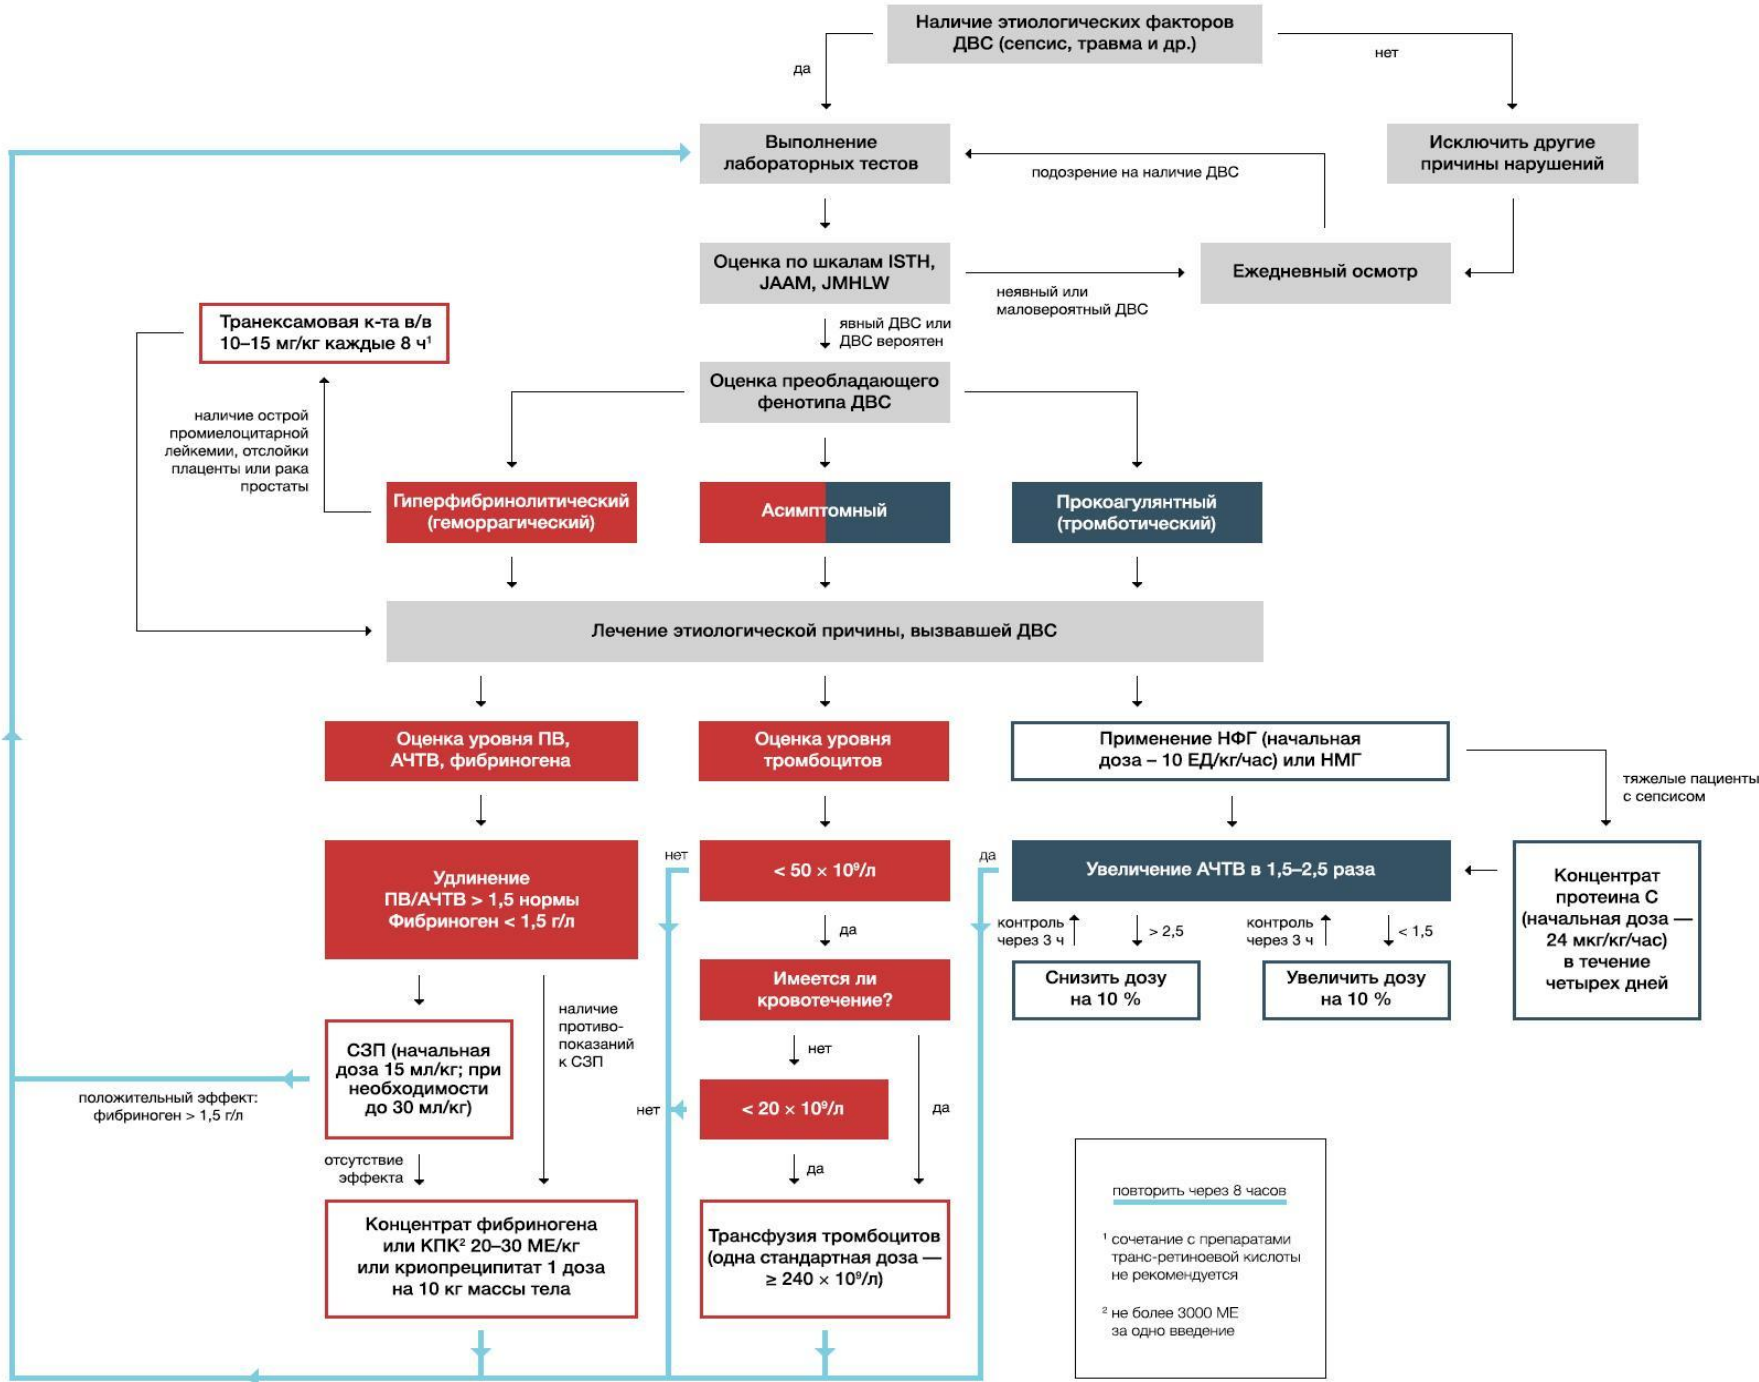 Наличие этиологических факторов
ДВС (сепсис, травма и др.)
да
нет
Выполнение
лабораторных тестов
Исключить другие
причины нарушений
подозрение на наличие ДВС
Оценка по шкалам ISTH,
JAAM, JMHLW
Ежедневный осмотр
неявный или
маловероятный ДВС
явный ДВС или
ДВС вероятен
Транексамовая к-та в/в
10–15 мг/кг каждые 8 ч¹
Оценка преобладающего
фенотипа ДВС
наличие острой
промиелоцитарной
лейкемии, отслойки
плаценты или рака
простаты
Гиперфибринолитический
(геморрагический)
Асимптомный
Прокоагулянтный
(тромботический)
Лечение этиологической причины, вызвавшей ДВС
Оценка уровня ПВ,
АЧТВ, фибриногена
Оценка уровня
тромбоцитов
Применение НФГ (начальная
доза – 10 ЕД/кг/час) или НМГ
тяжелые пациенты
с сепсисом
Удлинение
ПВ/АЧТВ > 1,5 нормы
Фибриноген < 1,5 г/л
нет
< 50 × 10⁹/л
да
Увеличение АЧТВ в 1,5–2,5 раза
Концентрат
протеина С
(начальная доза —
24 мкг/кг/час)
в течение
четырех дней
да
контроль
через 3 ч
> 2,5
контроль
через 3 ч
< 1,5
Имеется ли
кровотечение?
Снизить дозу
на 10 %
Увеличить дозу
на 10 %
наличие
противо-
показаний
к СЗП
СЗП (начальная
доза 15 мл/кг; при
необходимости
до 30 мл/кг)
нет
положительный эффект:
фибриноген > 1,5 г/л
нет
< 20 × 10⁹/л
да
отсутствие
эффекта
да
Концентрат фибриногена
или КПК² 20–30 МЕ/кг
или криопреципитат 1 доза
на 10 кг массы тела
Трансфузия тромбоцитов
(одна стандартная доза —
≥ 240 × 10⁹/л)
повторить через 8 часов
¹ сочетание с препаратами
транс-ретиноевой кислоты
не рекомендуется
² не более 3000 МЕ
за одно введение